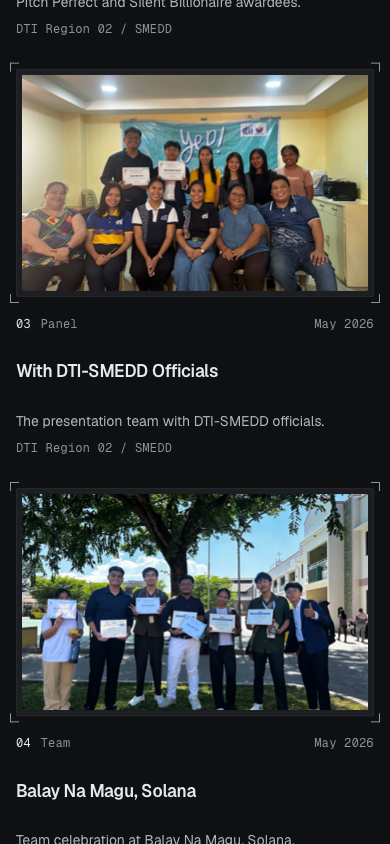 Pitch Perfect and Silent Billionaire awardees.
DTI Region 02 / SMEDD
Yep!
03 Panel
May 2026
With DTI-SMEDD Officials
The presentation team with DTI-SMEDD officials.
DTI Region 02 / SMEDD
04 Team
May 2026
Balay Na Magu, Solana
Team celebration at Balay Na Magu, Solana.